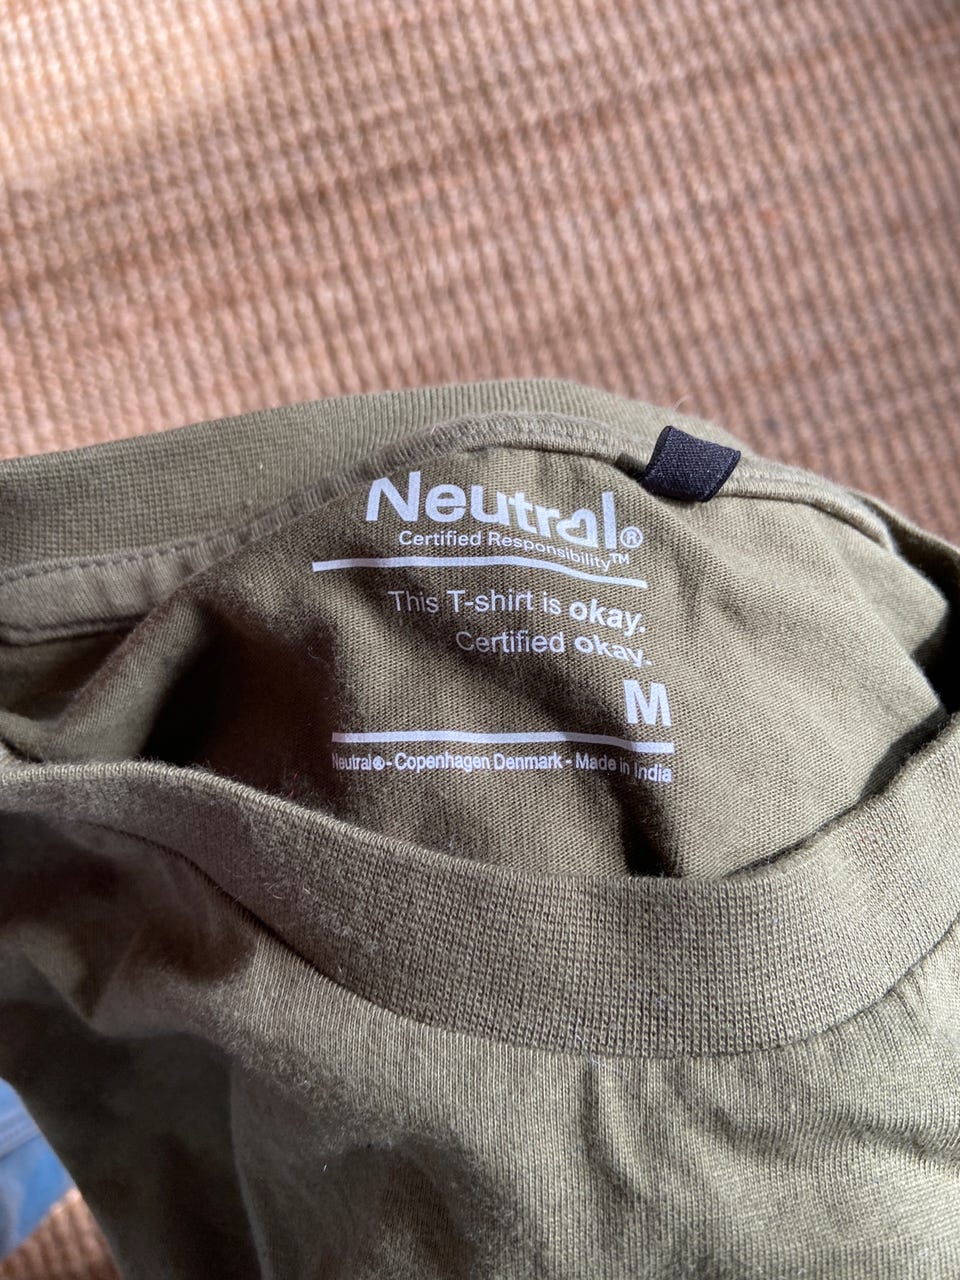 Neutral®
Certified Responsibility™
This T-shirt is okay.
Certified okay.
M
Neutral® - Copenhagen Denmark - Made in India